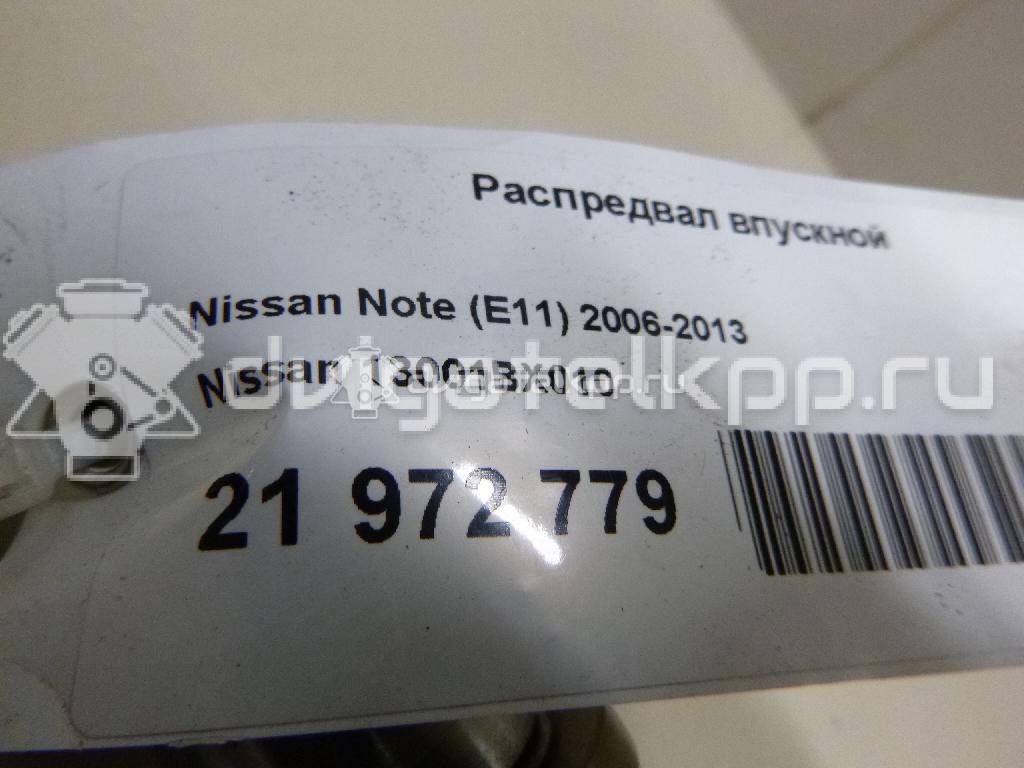 Распредвал впускной
Nissan Note (E11) 2006-2013
Nissan
dvigatelkpp.ru
21 972 779